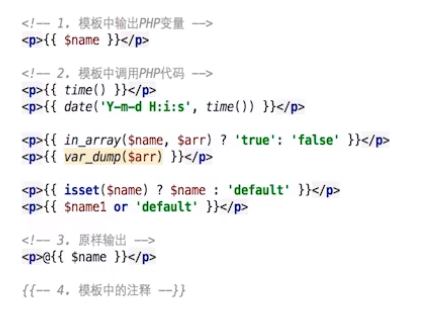 <!-- 1. 模板中输出PHP变量 -->
<p>{{ $name }}</p>
<!-- 2. 模板中调用PHP代码 -->
<p>{{ time() }}</p>
<p>{{ date('Y-m-d H:i:s', time()) }}</p>
<p>{{ in_array($name, $arr) ? 'true': 'false' }}</p>
<p>{{ var_dump($arr) }}</p>
<p>{{ isset($name) ? $name : 'default' }}</p>
<p>{{ $name1 or 'default' }}</p>
<!-- 3. 原样输出 -->
<p>@{{ $name }}</p>
{{-- 4. 模板中的注释 --}}